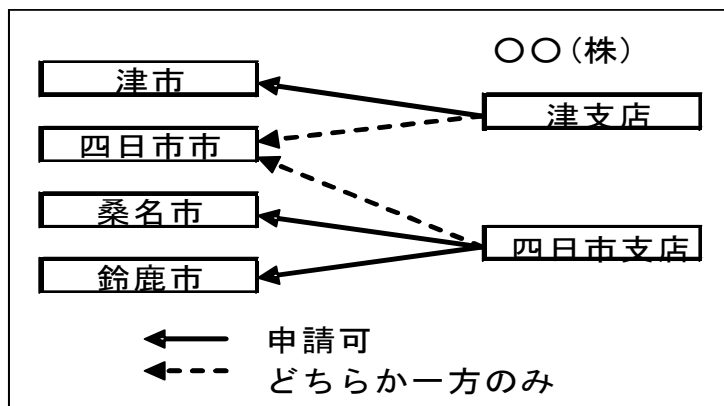 〇〇(株)
津市
津支店
四日市市
桑名市
四日市支店
鈴鹿市
申請可
どちらか一方のみ